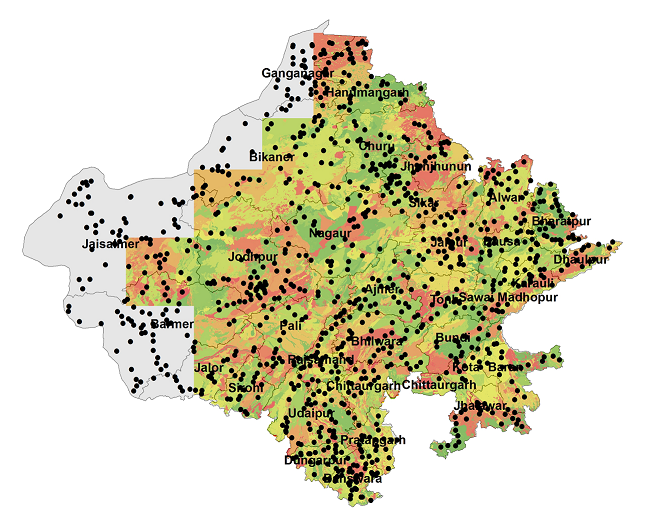 Ganganagar
Hanumangarh
Bikaner
Churu
Jhunjhunun
Sikar
Alwar
Bharatpur
Jaisalmer
Nagaur
Jaipur
Dausa
Jodhpur
Dhaulpur
Karauli
Ajmer
Tonk
Sawai Madhopur
Barmer
Pali
Bhilwara
Bundi
Jalor
Rajsamand
Kota
Baran
Sirohi
Chittaurgarh
Chittaurgarh
Udaipur
Jhalawar
Pratapgarh
Dungarpur
Banswara